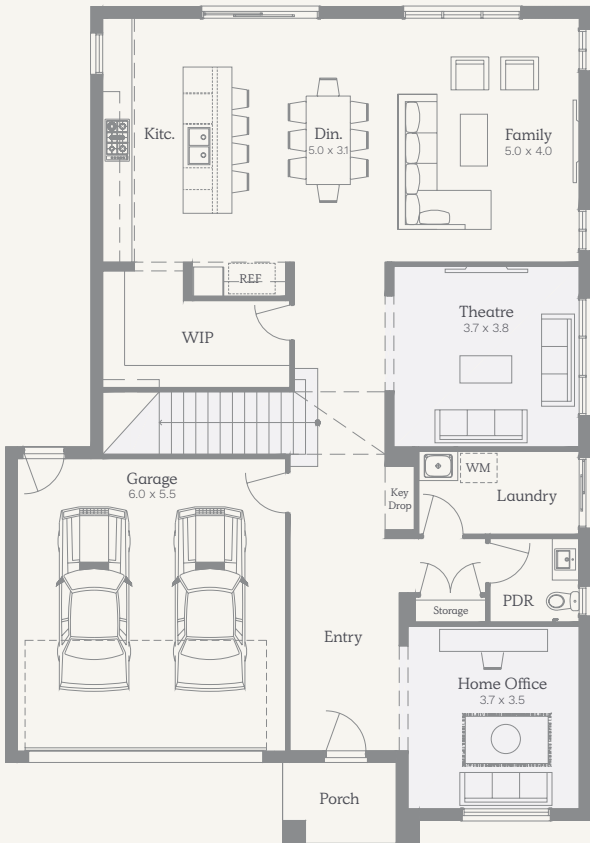 Kitc.
Din.
5.0 x 3.1
Family
5.0 x 4.0
REF
WIP
Theatre
3.7 x 3.8
Garage
6.0 x 5.5
WM
Laundry
Key
Drop
Storage
PDR
Entry
Home Office
3.7 x 3.5
Porch